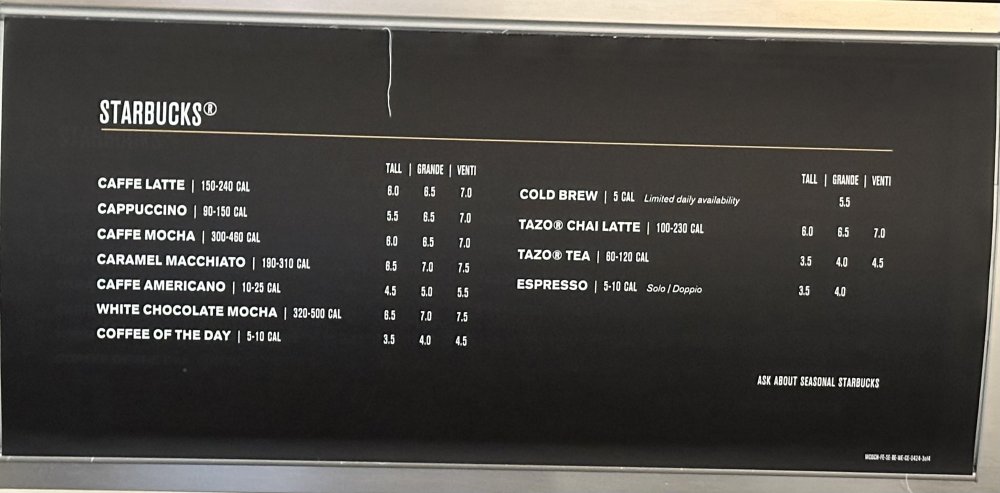 STARBUCKS®
TALL | GRANDE | VENTI
CAFFE LATTE | 150-240 CAL 6.0 6.5 7.0
CAPPUCCINO | 90-150 CAL 5.5 6.5 7.0
CAFFE MOCHA | 300-460 CAL 6.0 6.5 7.0
CARAMEL MACCHIATO | 190-310 CAL 6.5 7.0 7.5
CAFFE AMERICANO | 10-25 CAL 4.5 5.0 5.5
WHITE CHOCOLATE MOCHA | 320-500 CAL 6.5 7.0 7.5
COFFEE OF THE DAY | 5-10 CAL 3.5 4.0 4.5
TALL | GRANDE | VENTI
COLD BREW | 5 CAL Limited daily availability 5.5
TAZO® CHAI LATTE | 100-230 CAL 6.0 6.5 7.0
TAZO® TEA | 60-120 CAL 3.5 4.0 4.5
ESPRESSO | 5-10 CAL Solo / Doppio 3.5 4.0
ASK ABOUT SEASONAL STARBUCKS